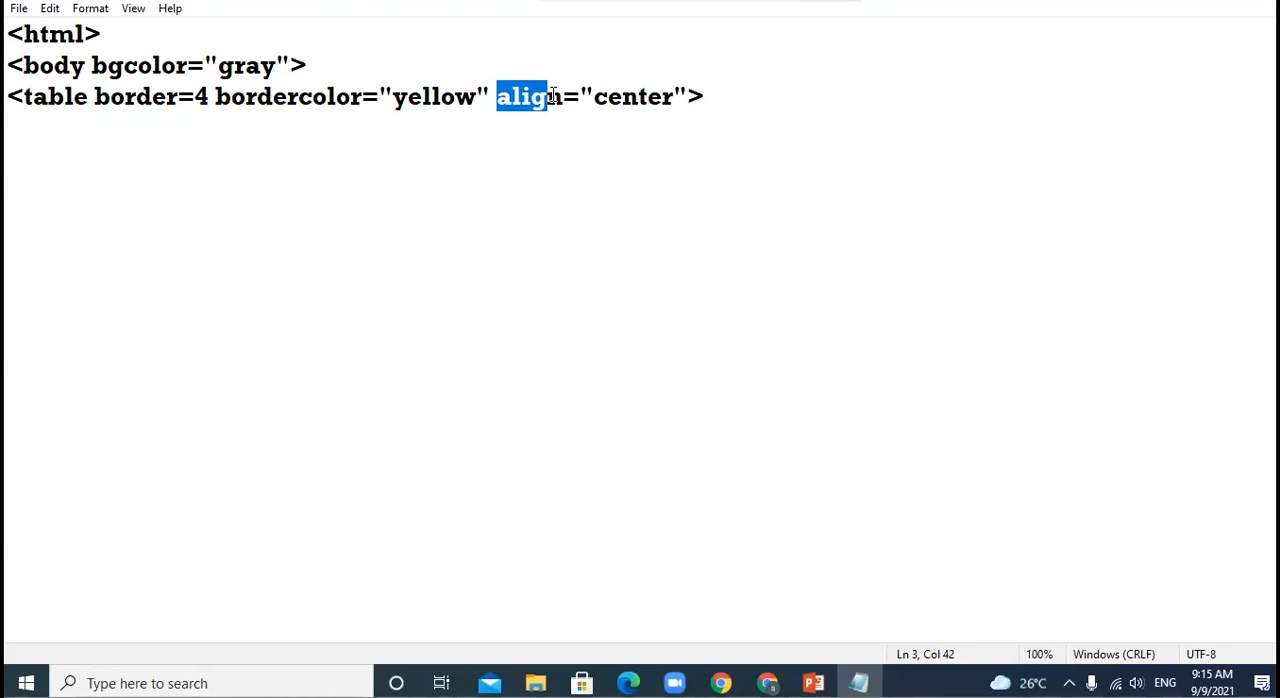 File Edit Format View Help
<html>
<body bgcolor="gray">
<table border=4 bordercolor="yellow" align="center">
Ln 3, Col 42 100% Windows (CRLF) UTF-8
Type here to search 26°C ENG 9:15 AM
9/9/2021